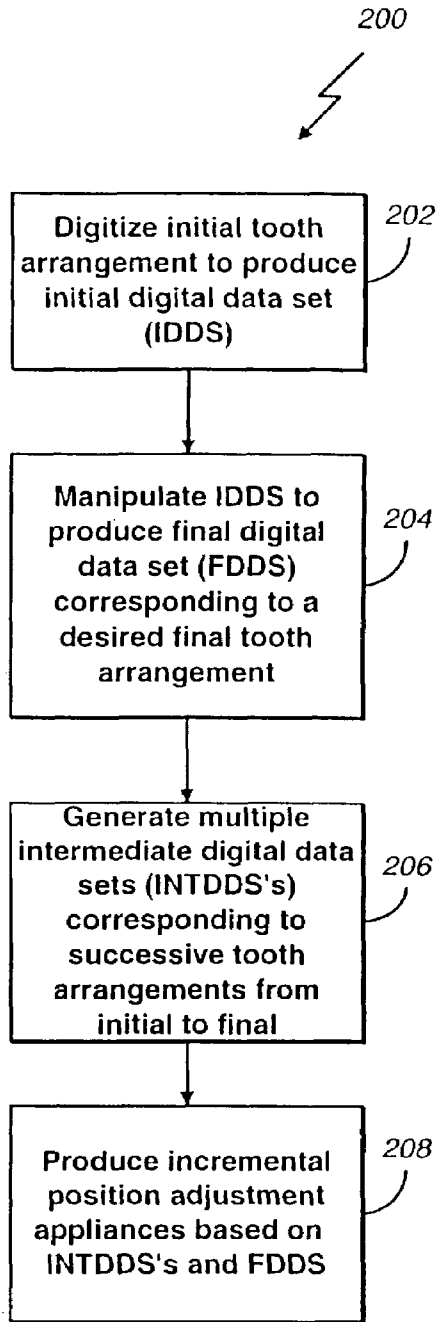 200
Digitize initial tooth
arrangement to produce
initial digital data set
(IDDS)
202
Manipulate IDDS to
produce final digital
data set (FDDS)
corresponding to a
desired final tooth
arrangement
204
Generate multiple
intermediate digital data
sets (INTDDS's)
corresponding to
successive tooth
arrangements from
initial to final
206
Produce incremental
position adjustment
appliances based on
INTDDS's and FDDS
208